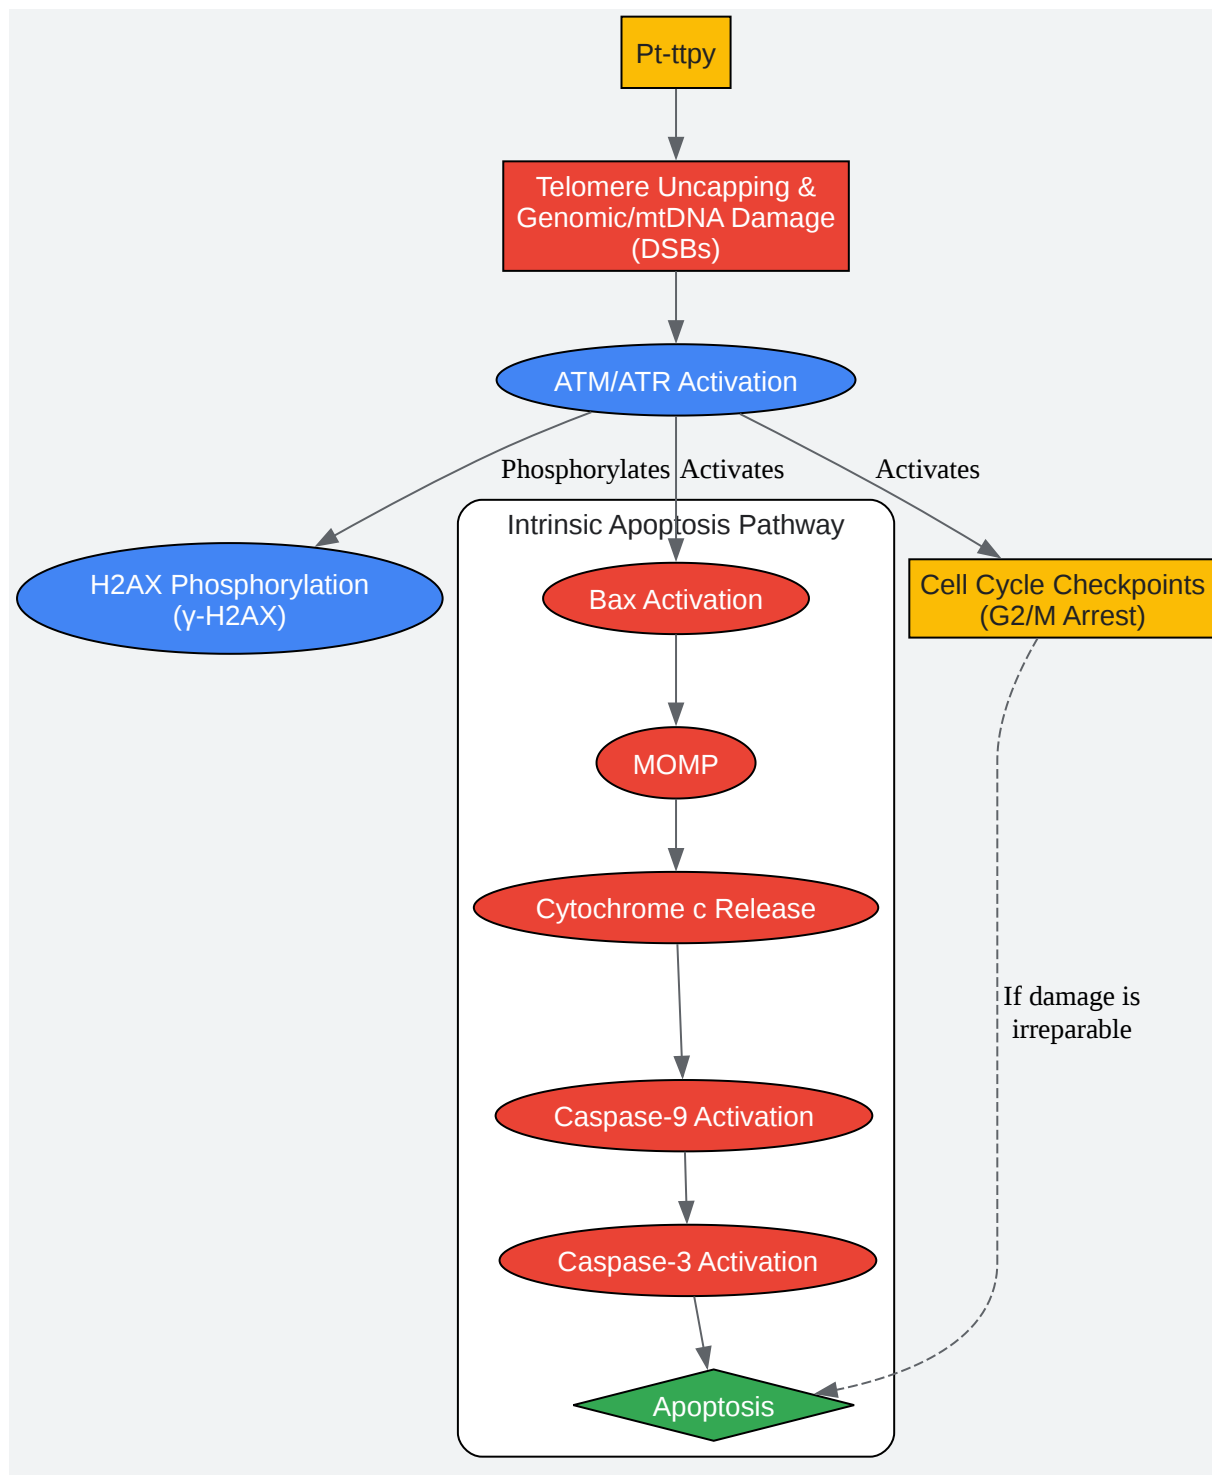 Pt-ttpy
Telomere Uncapping &
Genomic/mtDNA Damage
(DSBs)
ATM/ATR Activation
Phosphorylates
Activates
Activates
Intrinsic Apoptosis Pathway
H2AX Phosphorylation
(γ-H2AX)
Bax Activation
Cell Cycle Checkpoints
(G2/M Arrest)
MOMP
Cytochrome c Release
If damage is
irreparable
Caspase-9 Activation
Caspase-3 Activation
Apoptosis